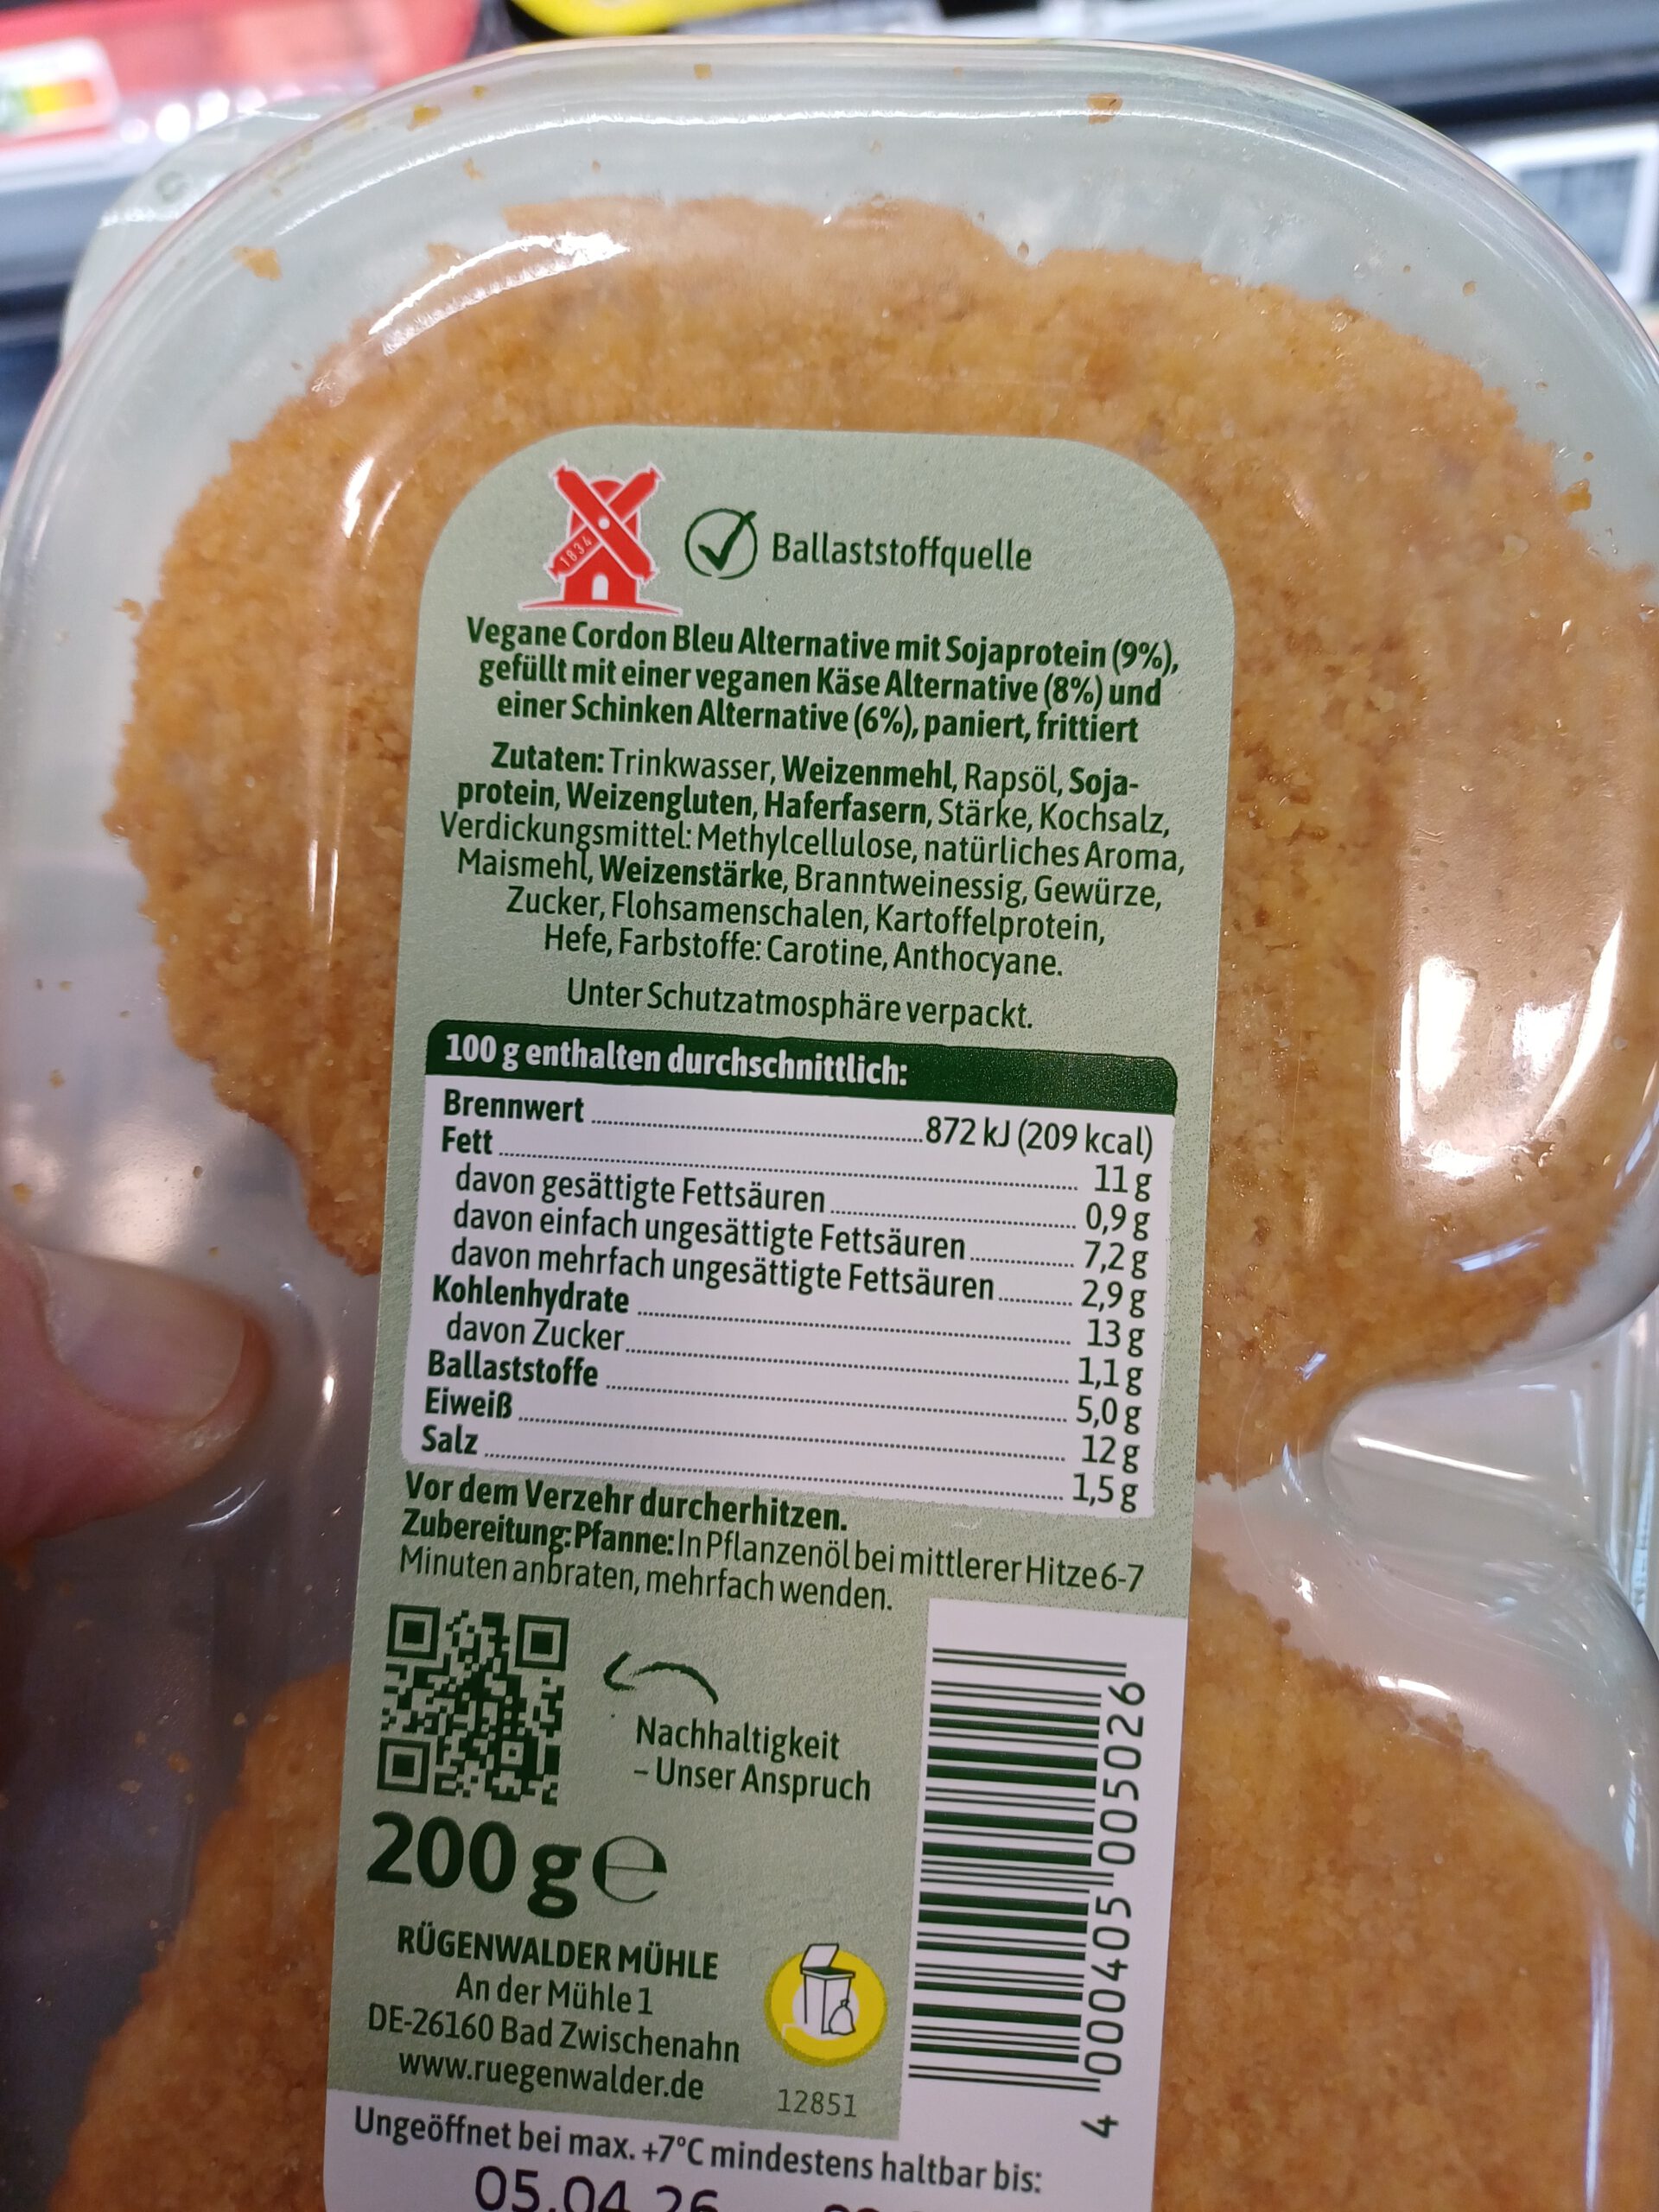 1834
Ballaststoffquelle
Vegane Cordon Bleu Alternative mit Sojaprotein (9%),
gefüllt mit einer veganen Käse Alternative (8%) und
einer Schinken Alternative (6%), paniert, frittiert
Zutaten: Trinkwasser, Weizenmehl, Rapsöl, Soja-
protein, Weizengluten, Haferfasern, Stärke, Kochsalz,
Verdickungsmittel: Methylcellulose, natürliches Aroma,
Maismehl, Weizenstärke, Branntweinessig, Gewürze,
Zucker, Flohsamenschalen, Kartoffelprotein,
Hefe, Farbstoffe: Carotine, Anthocyane.
Unter Schutzatmosphäre verpackt.
100 g enthalten durchschnittlich:
Brennwert 872 kJ (209 kcal)
Fett 11 g
davon gesättigte Fettsäuren 0,9 g
davon einfach ungesättigte Fettsäuren 7,2 g
davon mehrfach ungesättigte Fettsäuren 2,9 g
Kohlenhydrate 13 g
davon Zucker 1,1 g
Ballaststoffe 5,0 g
Eiweiß 12 g
Salz 1,5 g
Vor dem Verzehr durcherhitzen.
Zubereitung: Pfanne: In Pflanzenöl bei mittlerer Hitze 6-7
Minuten anbraten, mehrfach wenden.
Nachhaltigkeit
– Unser Anspruch
200 g e
RÜGENWALDER MÜHLE
An der Mühle 1
DE-26160 Bad Zwischenahn
www.ruegenwalder.de
12851
4 000405 005026
Ungeöffnet bei max. +7°C mindestens haltbar bis:
05.04.26